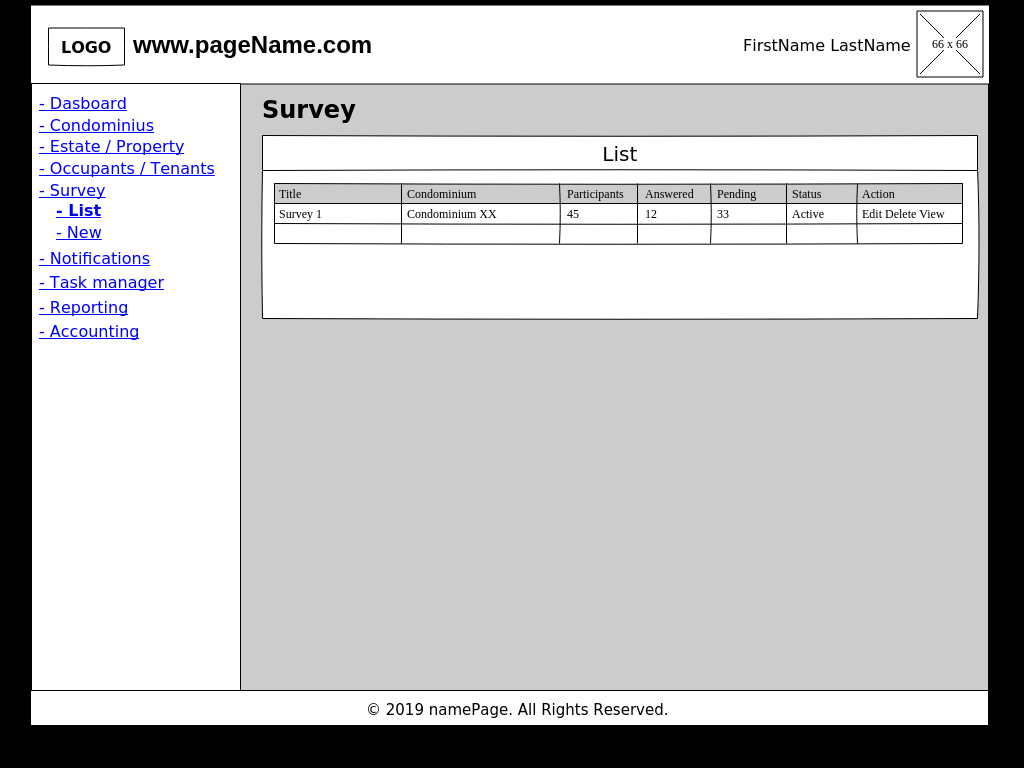 LOGO www.pageName.com FirstName LastName 66 x 66
- Dasboard
- Condominius
- Estate / Property
- Occupants / Tenants
- Survey
- List
- New
- Notifications
- Task manager
- Reporting
- Accounting
Survey
List
Title Condominium Participants Answered Pending Status Action
Survey 1 Condominium XX 45 12 33 Active Edit Delete View
© 2019 namePage. All Rights Reserved.